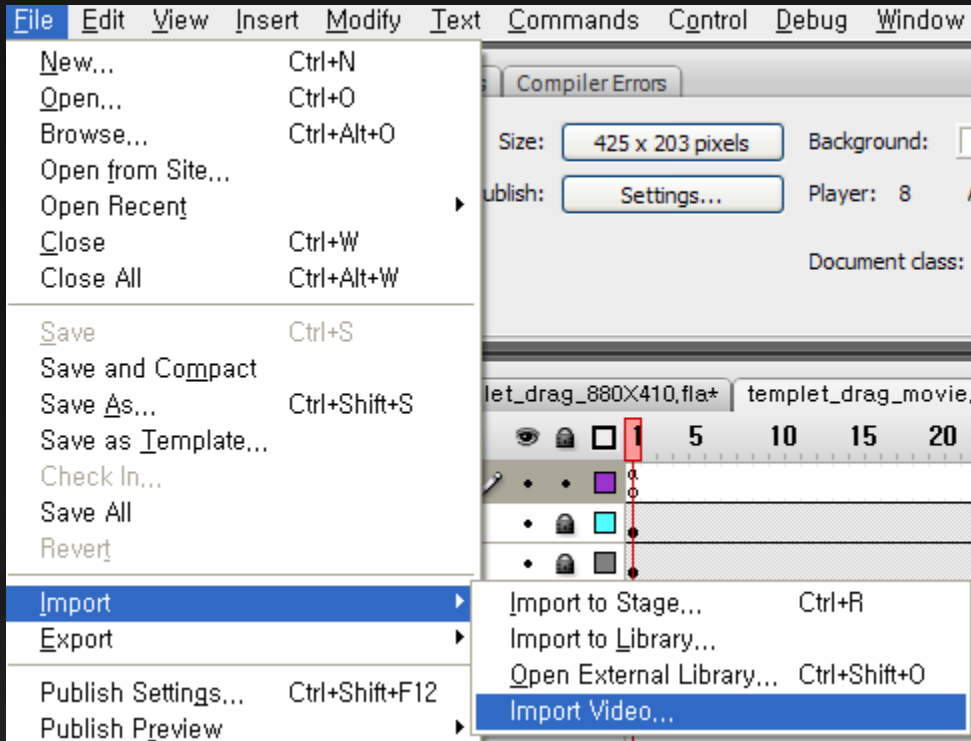 File Edit View Insert Modify Text Commands Control Debug Window
New... Ctrl+N
Open... Ctrl+O
Browse... Ctrl+Alt+O
Open from Site...
Open Recent
Close Ctrl+W
Close All Ctrl+Alt+W
Save Ctrl+S
Save and Compact
Save As... Ctrl+Shift+S
Save as Template...
Check In...
Save All
Revert
Import
Export
Publish Settings... Ctrl+Shift+F12
Publish Preview
Compiler Errors
Size: 425 x 203 pixels Background:
ublish: Settings... Player: 8
Document class:
let_drag_880X410.fla* templet_drag_movie.
1 5 10 15 20
Import to Stage... Ctrl+R
Import to Library...
Open External Library... Ctrl+Shift+O
Import Video...